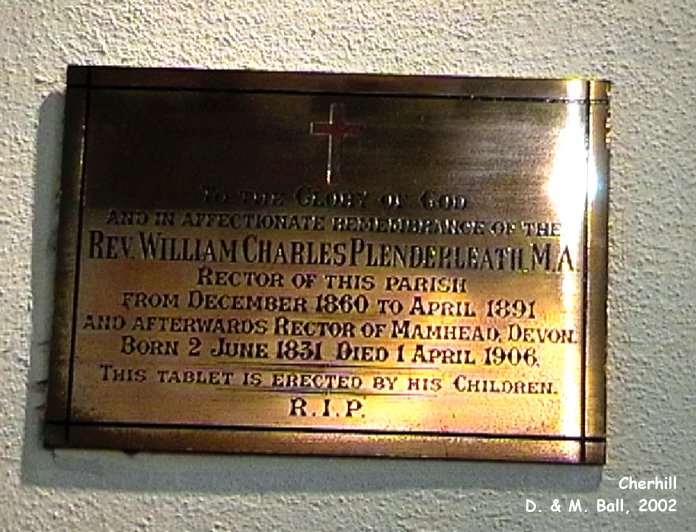 To the Glory of God
and in affectionate remembrance of the
Rev. William Charles Plenderleath, M.A.
Rector of this parish
from December 1860 to April 1891
and afterwards Rector of Mamhead, Devon.
Born 2 June 1831 Died 1 April 1906.
This tablet is erected by his Children.
R.I.P.
Cherhill
D. & M. Ball, 2002